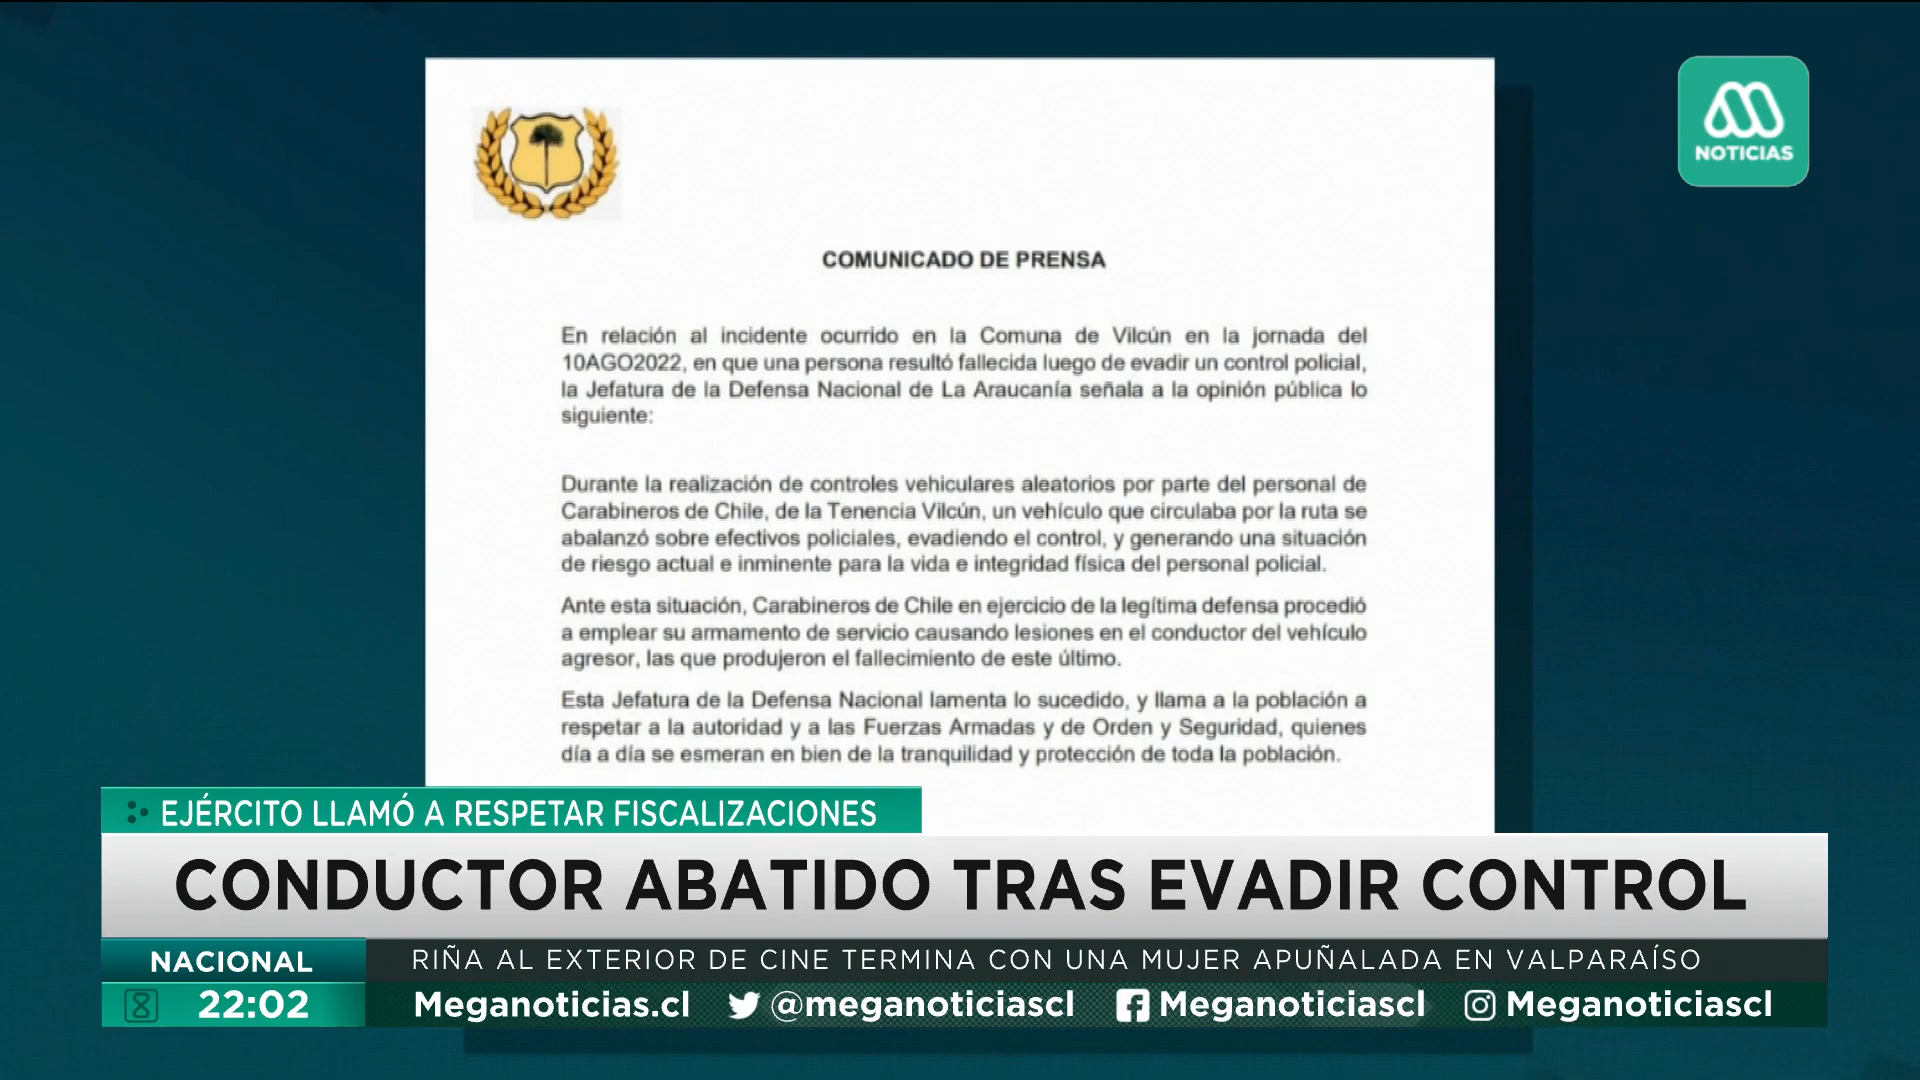 NOTICIAS
COMUNICADO DE PRENSA
En relación al incidente ocurrido en la Comuna de Vilcún en la jornada del
10AGO2022, en que una persona resultó fallecida luego de evadir un control policial,
la Jefatura de la Defensa Nacional de La Araucanía señala a la opinión pública lo
siguiente:
Durante la realización de controles vehiculares aleatorios por parte del personal de
Carabineros de Chile, de la Tenencia Vilcún, un vehículo que circulaba por la ruta se
abalanzó sobre efectivos policiales, evadiendo el control, y generando una situación
de riesgo actual e inminente para la vida e integridad física del personal policial.
Ante esta situación, Carabineros de Chile en ejercicio de la legítima defensa procedió
a emplear su armamento de servicio causando lesiones en el conductor del vehículo
agresor, las que produjeron el fallecimiento de este último.
Esta Jefatura de la Defensa Nacional lamenta lo sucedido, y llama a la población a
respetar a la autoridad y a las Fuerzas Armadas y de Orden y Seguridad, quienes
día a día se esmeran en bien de la tranquilidad y protección de toda la población.
EJÉRCITO LLAMÓ A RESPETAR FISCALIZACIONES
CONDUCTOR ABATIDO TRAS EVADIR CONTROL
NACIONAL
RIÑA AL EXTERIOR DE CINE TERMINA CON UNA MUJER APUÑALADA EN VALPARAÍSO
22:02
Meganoticias.cl @meganoticiascl Meganoticiascl Meganoticiascl